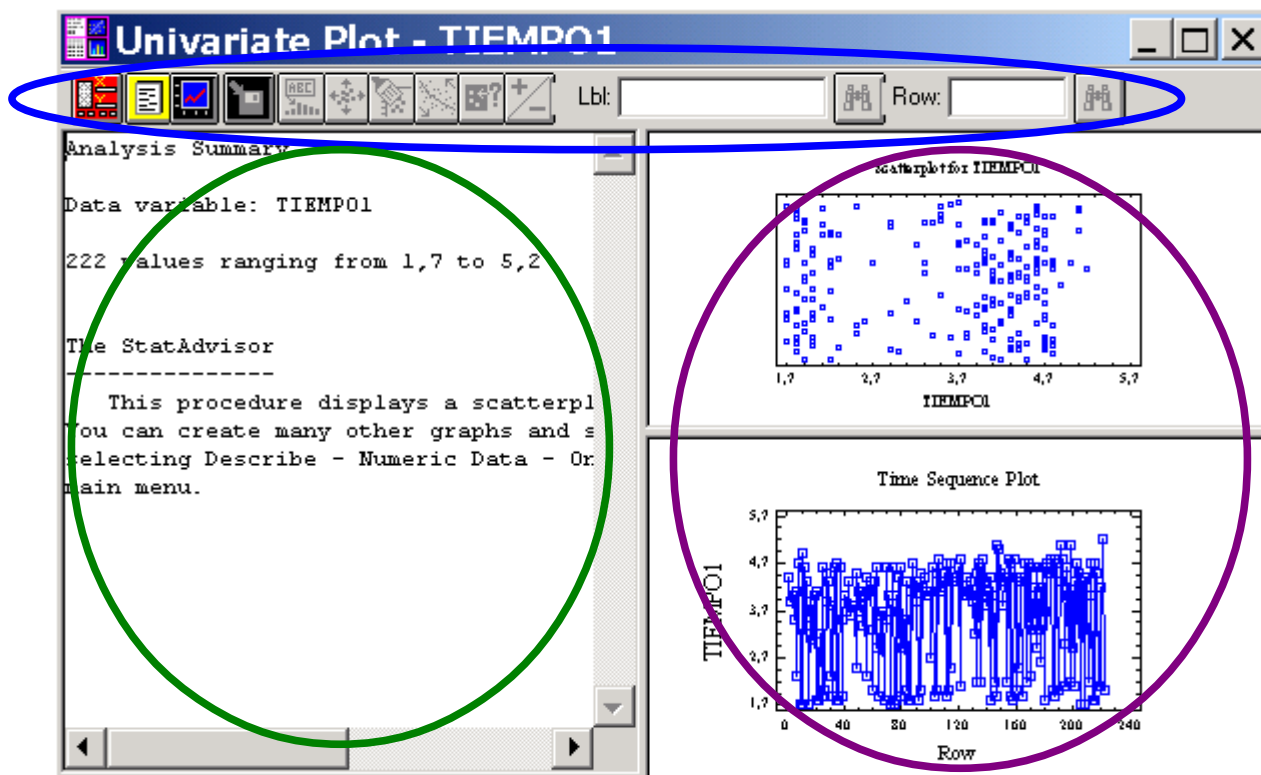 Univariate Plot - TIEMPO1
ABC
?
+
-
Lbl:
Row:
Analysis Summary
Data variable: TIEMPO1
222 values ranging from 1,7 to 5,2
The StatAdvisor
--------------
This procedure displays a scatterpl
You can create many other graphs and s
selecting Describe - Numeric Data - On
main menu.
Scatterplot for TIEMPO1
1,7 2,7 3,7 4,7 5,7
TIEMPO1
Time Sequence Plot
TIEMPO1
5,7
4,7
3,7
2,7
1,7
0 40 80 120 160 200 240
Row